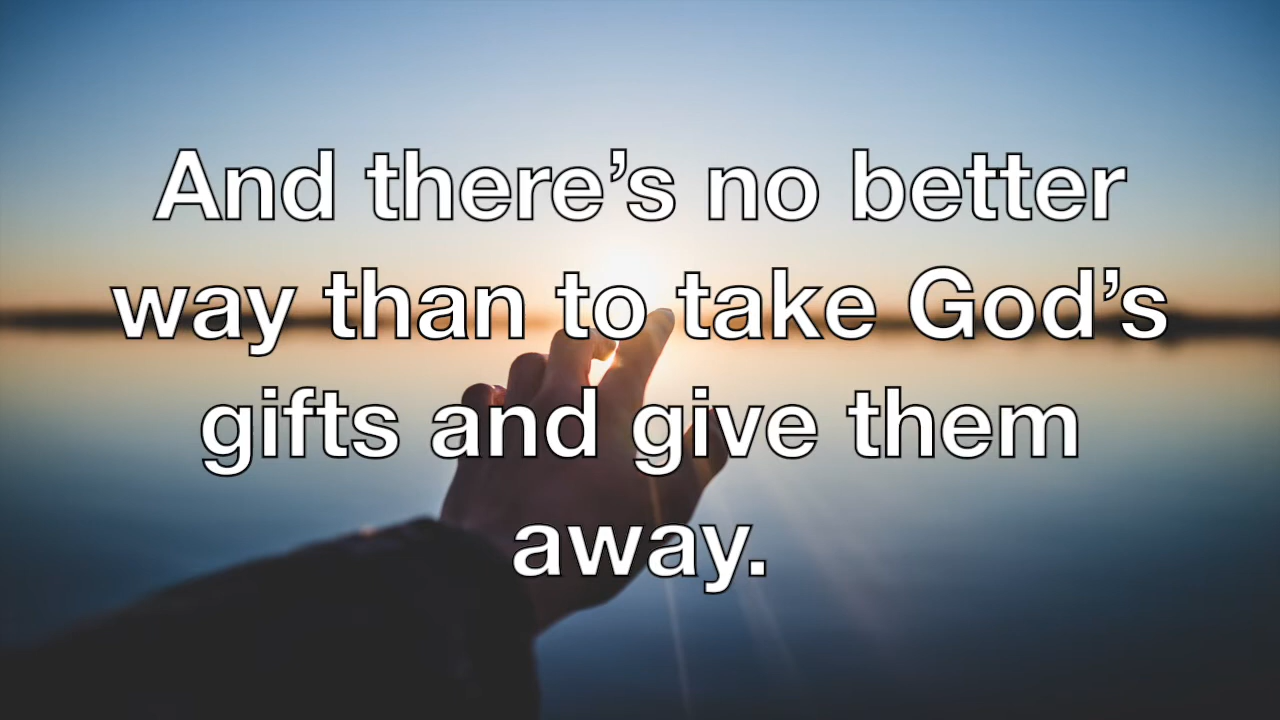 And there’s no better
way than to take God’s
gifts and give them
away.